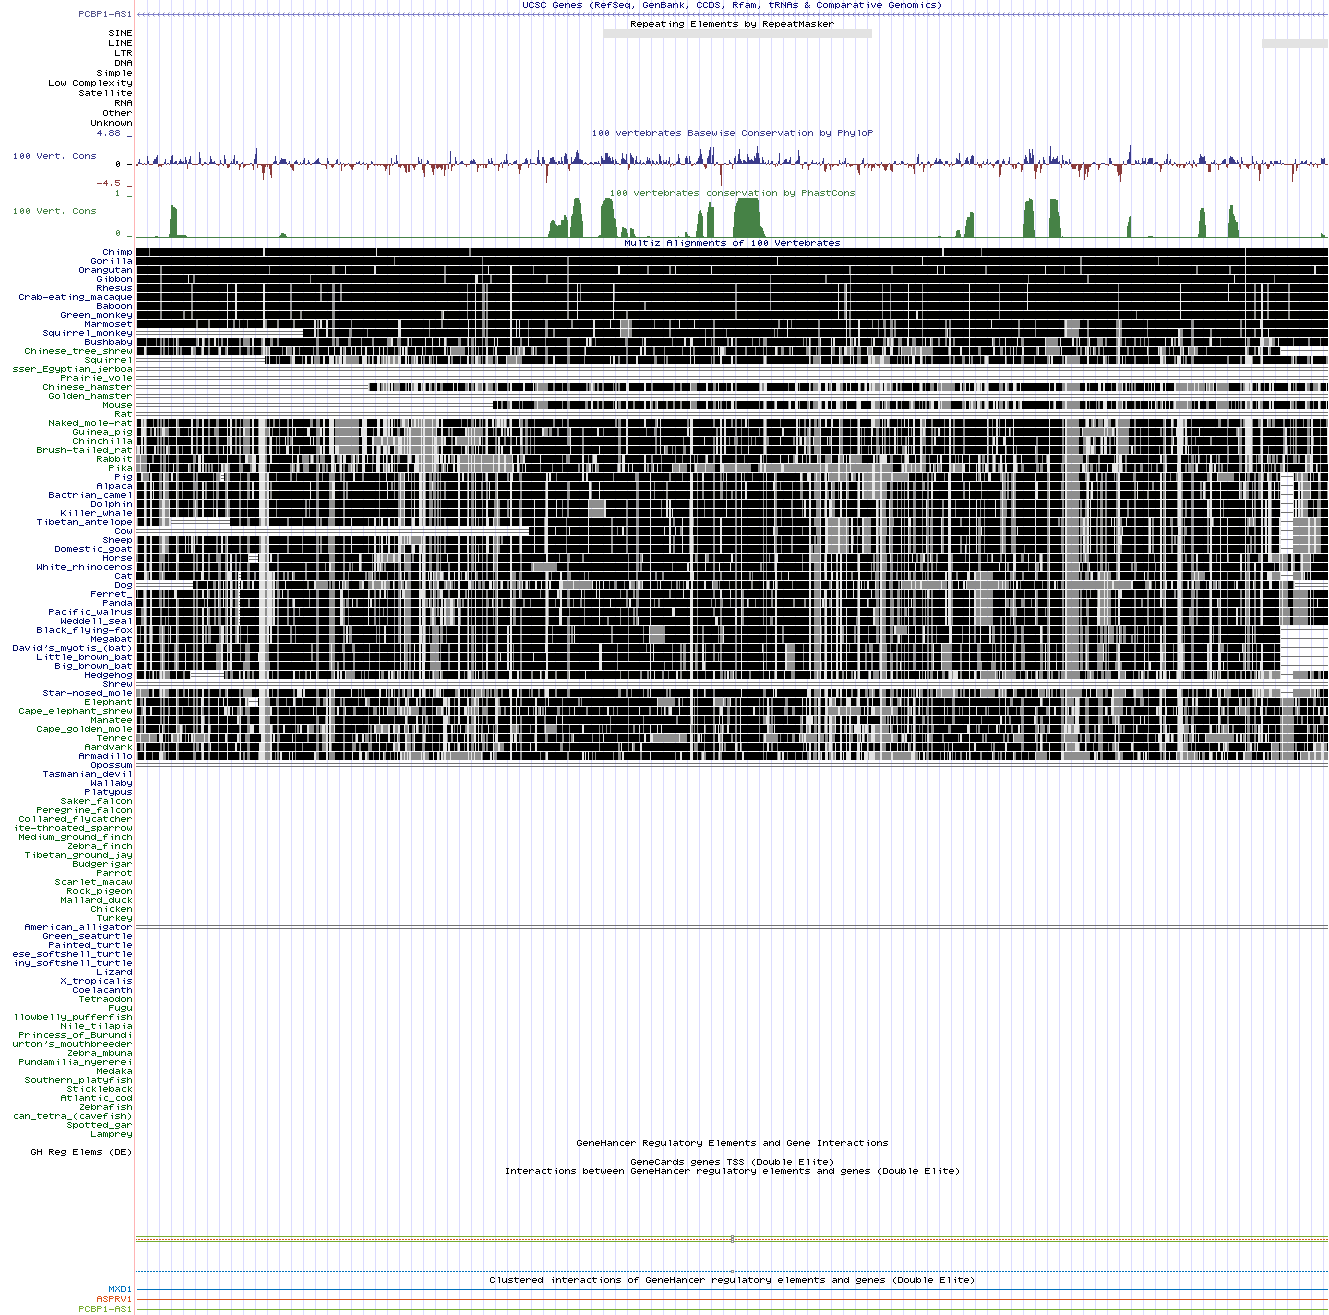 UCSC Genes (RefSeq, GenBank, CCDS, Rfam, tRNAs & Comparative Genomics)
PCBP1-AS1
Repeating Elements by RepeatMasker
SINE
LINE
LTR
DNA
Simple
Low Complexity
Satellite
RNA
Other
Unknown
100 vertebrates Basewise Conservation by PhyloP
4.88 _
100 Vert. Cons
0 -
-4.5 _
100 vertebrates conservation by PhastCons
1 _
100 Vert. Cons
0 _
Multiz Alignments of 100 Vertebrates
Chimp
Gorilla
Orangutan
Gibbon
Rhesus
Crab-eating_macaque
Baboon
Green_monkey
Marmoset
Squirrel_monkey
Bushbaby
Chinese_tree_shrew
Squirrel
sser_Egyptian_jerboa
Prairie_vole
Chinese_hamster
Golden_hamster
Mouse
Rat
Naked_mole-rat
Guinea_pig
Chinchilla
Brush-tailed_rat
Rabbit
Pika
Pig
Alpaca
Bactrian_camel
Dolphin
Killer_whale
Tibetan_antelope
Cow
Sheep
Domestic_goat
Horse
White_rhinoceros
Cat
Dog
Ferret_
Panda
Pacific_walrus
Weddell_seal
Black_flying-fox
Megabat
David's_myotis_(bat)
Little_brown_bat
Big_brown_bat
Hedgehog
Shrew
Star-nosed_mole
Elephant
Cape_elephant_shrew
Manatee
Cape_golden_mole
Tenrec
Aardvark
Armadillo
Opossum
Tasmanian_devil
Wallaby
Platypus
Saker_falcon
Peregrine_falcon
Collared_flycatcher
ite-throated_sparrow
Medium_ground_finch
Zebra_finch
Tibetan_ground_jay
Budgerigar
Parrot
Scarlet_macaw
Rock_pigeon
Mallard_duck
Chicken
Turkey
American_alligator
Green_seaturtle
Painted_turtle
ese_softshell_turtle
iny_softshell_turtle
Lizard
X_tropicalis
Coelacanth
Tetraodon
Fugu
llowbelly_pufferfish
Nile_tilapia
Princess_of_Burundi
urton's_mouthbreeder
Zebra_mbuna
Pundamilia_nyererei
Medaka
Southern_platyfish
Stickleback
Atlantic_cod
Zebrafish
can_tetra_(cavefish)
Spotted_gar
Lamprey
GeneHancer Regulatory Elements and Gene Interactions
GH Reg Elems (DE)
GeneCards genes TSS (Double Elite)
Interactions between GeneHancer regulatory elements and genes (Double Elite)
Clustered interactions of GeneHancer regulatory elements and genes (Double Elite)
MXD1
ASPRV1
PCBP1-AS1